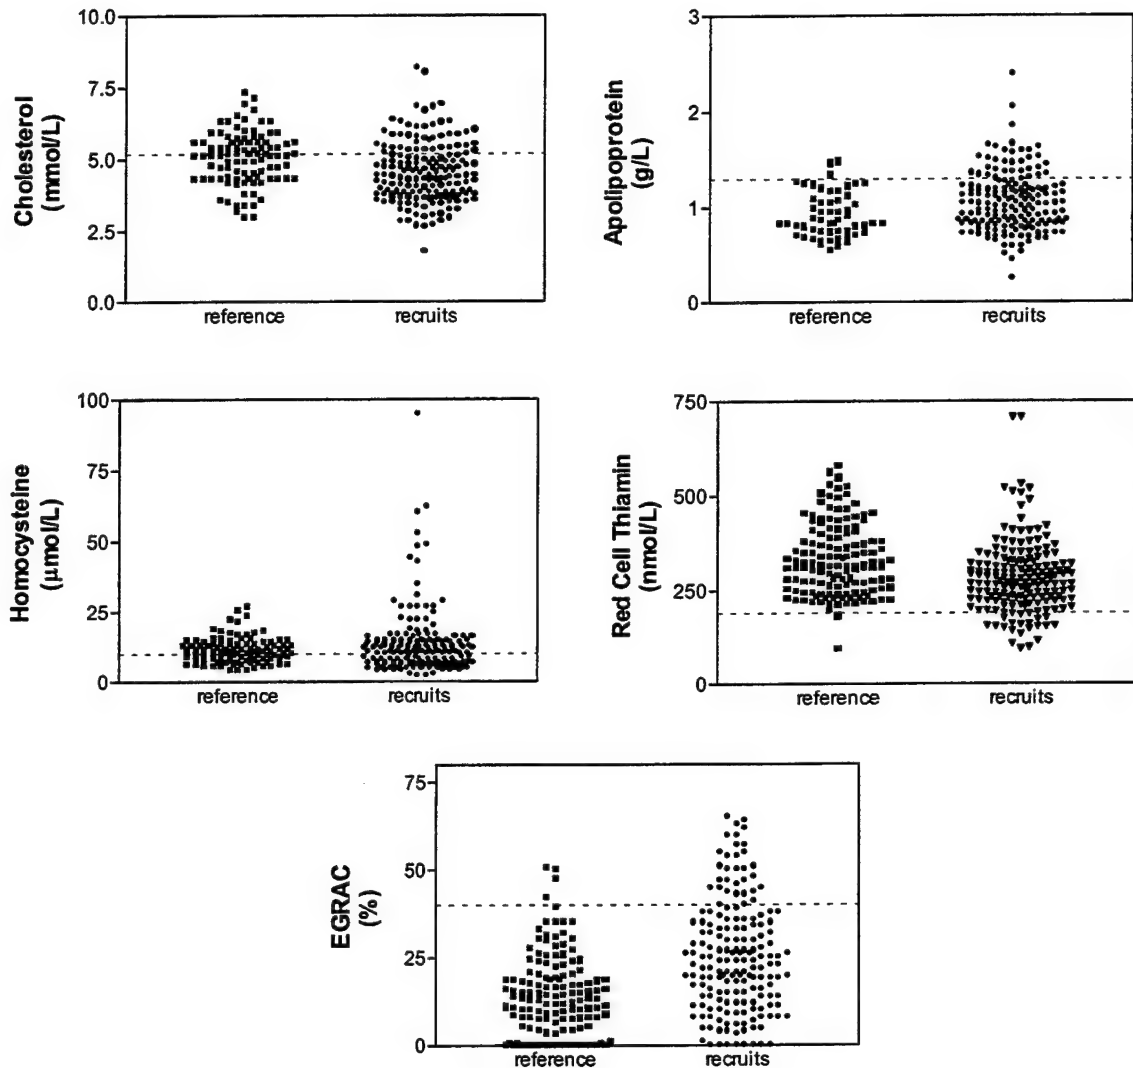 Cholesterol
(mmol/L)
10.0
7.5
5.0
2.5
0.0
reference recruits
Apolipoprotein
(g/L)
3
2
1
0
reference recruits
Homocysteine
(µmol/L)
100
75
50
25
0
reference recruits
Red Cell Thiamin
(nmol/L)
750
500
250
0
reference recruits
EGRAC
(%)
75
50
25
0
reference recruits